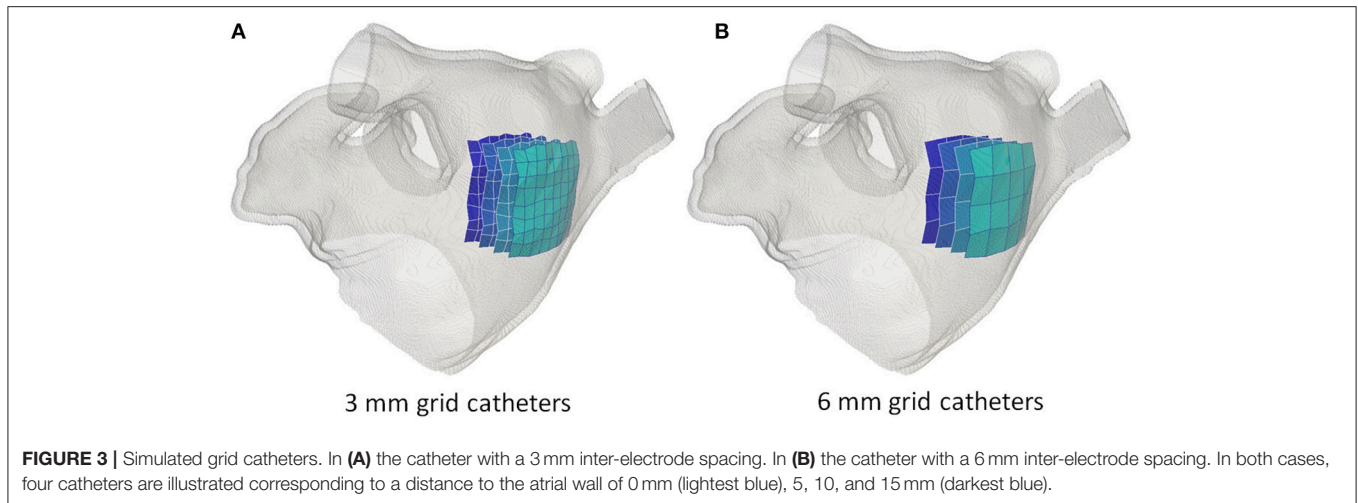 A
B
3 mm grid catheters
6 mm grid catheters
FIGURE 3 | Simulated grid catheters. In (A) the catheter with a 3 mm inter-electrode spacing. In (B) the catheter with a 6 mm inter-electrode spacing. In both cases,
four catheters are illustrated corresponding to a distance to the atrial wall of 0 mm (lightest blue), 5, 10, and 15 mm (darkest blue).